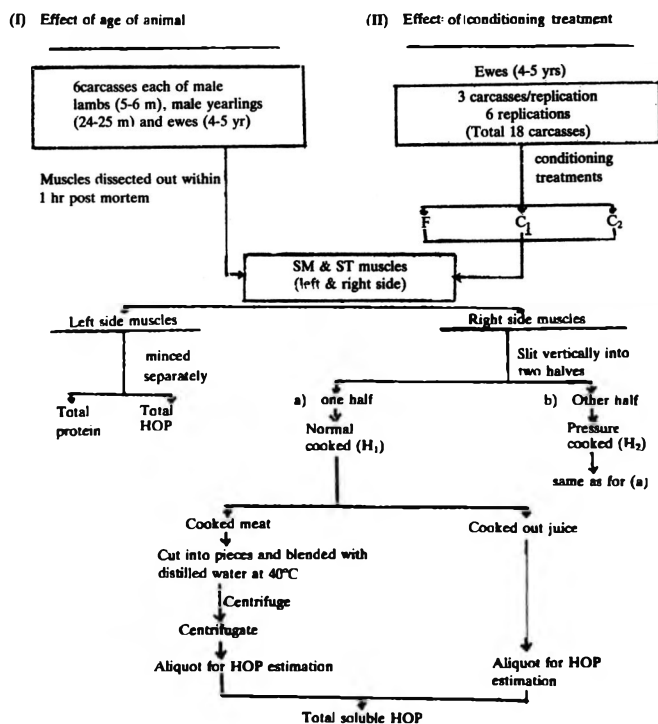 (I) Effect of age of animal
(II) Effect of conditioning treatment
6carcasses each of male
lambs (5-6 m), male yearlings
(24-25 m) and ewes (4-5 yr)
Ewes (4-5 yrs)
3 carcasses/replication
6 replications
(Total 18 carcasses)
Muscles dissected out within
1 hr post mortem
conditioning
treatments
F C1 C2
SM & ST muscles
(left & right side)
Left side muscles
Right side muscles
minced
separately
Slit vertically into
two halves
Total
protein
Total
HOP
a) one half
Normal
cooked (H1)
b) Other half
Pressure
cooked (H2)
same as for (a)
Cooked meat
Cooked out juice
Cut into pieces and blended with
distilled water at 40°C
Centrifuge
Centrifugate
Aliquot for HOP estimation
Aliquot for HOP
estimation
Total soluble HOP